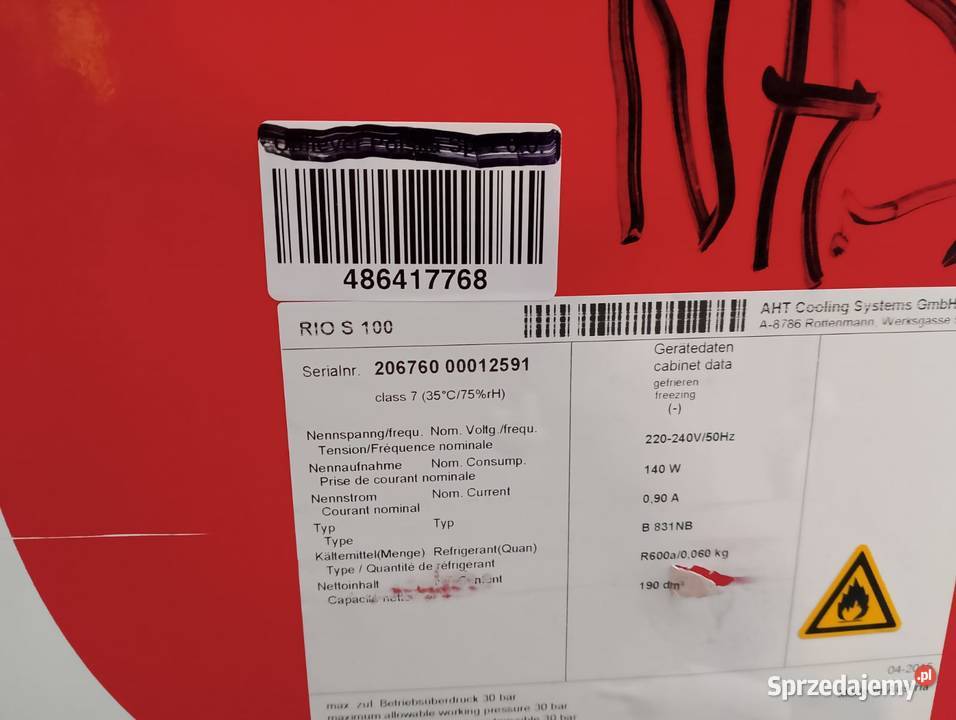 486417768
RIO S 100
AHT Cooling Systems GmbH
A-8786 Rottenmann, Werksgasse
Serialnr. 206760 00012591
class 7 (35°C/75%rH)
Gerätedaten
cabinet data
gefrieren
freezing
(-)
Nennspanng/frequ. Nom. Voltg./frequ.
Tension/Fréquence nominale
220-240V/50Hz
Nennaufnahme Nom. Consump.
Prise de courant nominale
140 W
Nennstrom Nom. Current
Courant nominal
0,90 A
Typ Typ
Type
B 831NB
Kältemittel(Menge) Refrigerant(Quan)
Type / Quantité de réfrigerant
R600a/0,060 kg
Nettoinhalt
190 dm³
04-2015
max. zul. Betriebsüberdruck 30 bar
maximum allowable working pressure 30 bar
Sprzedajemy.pl